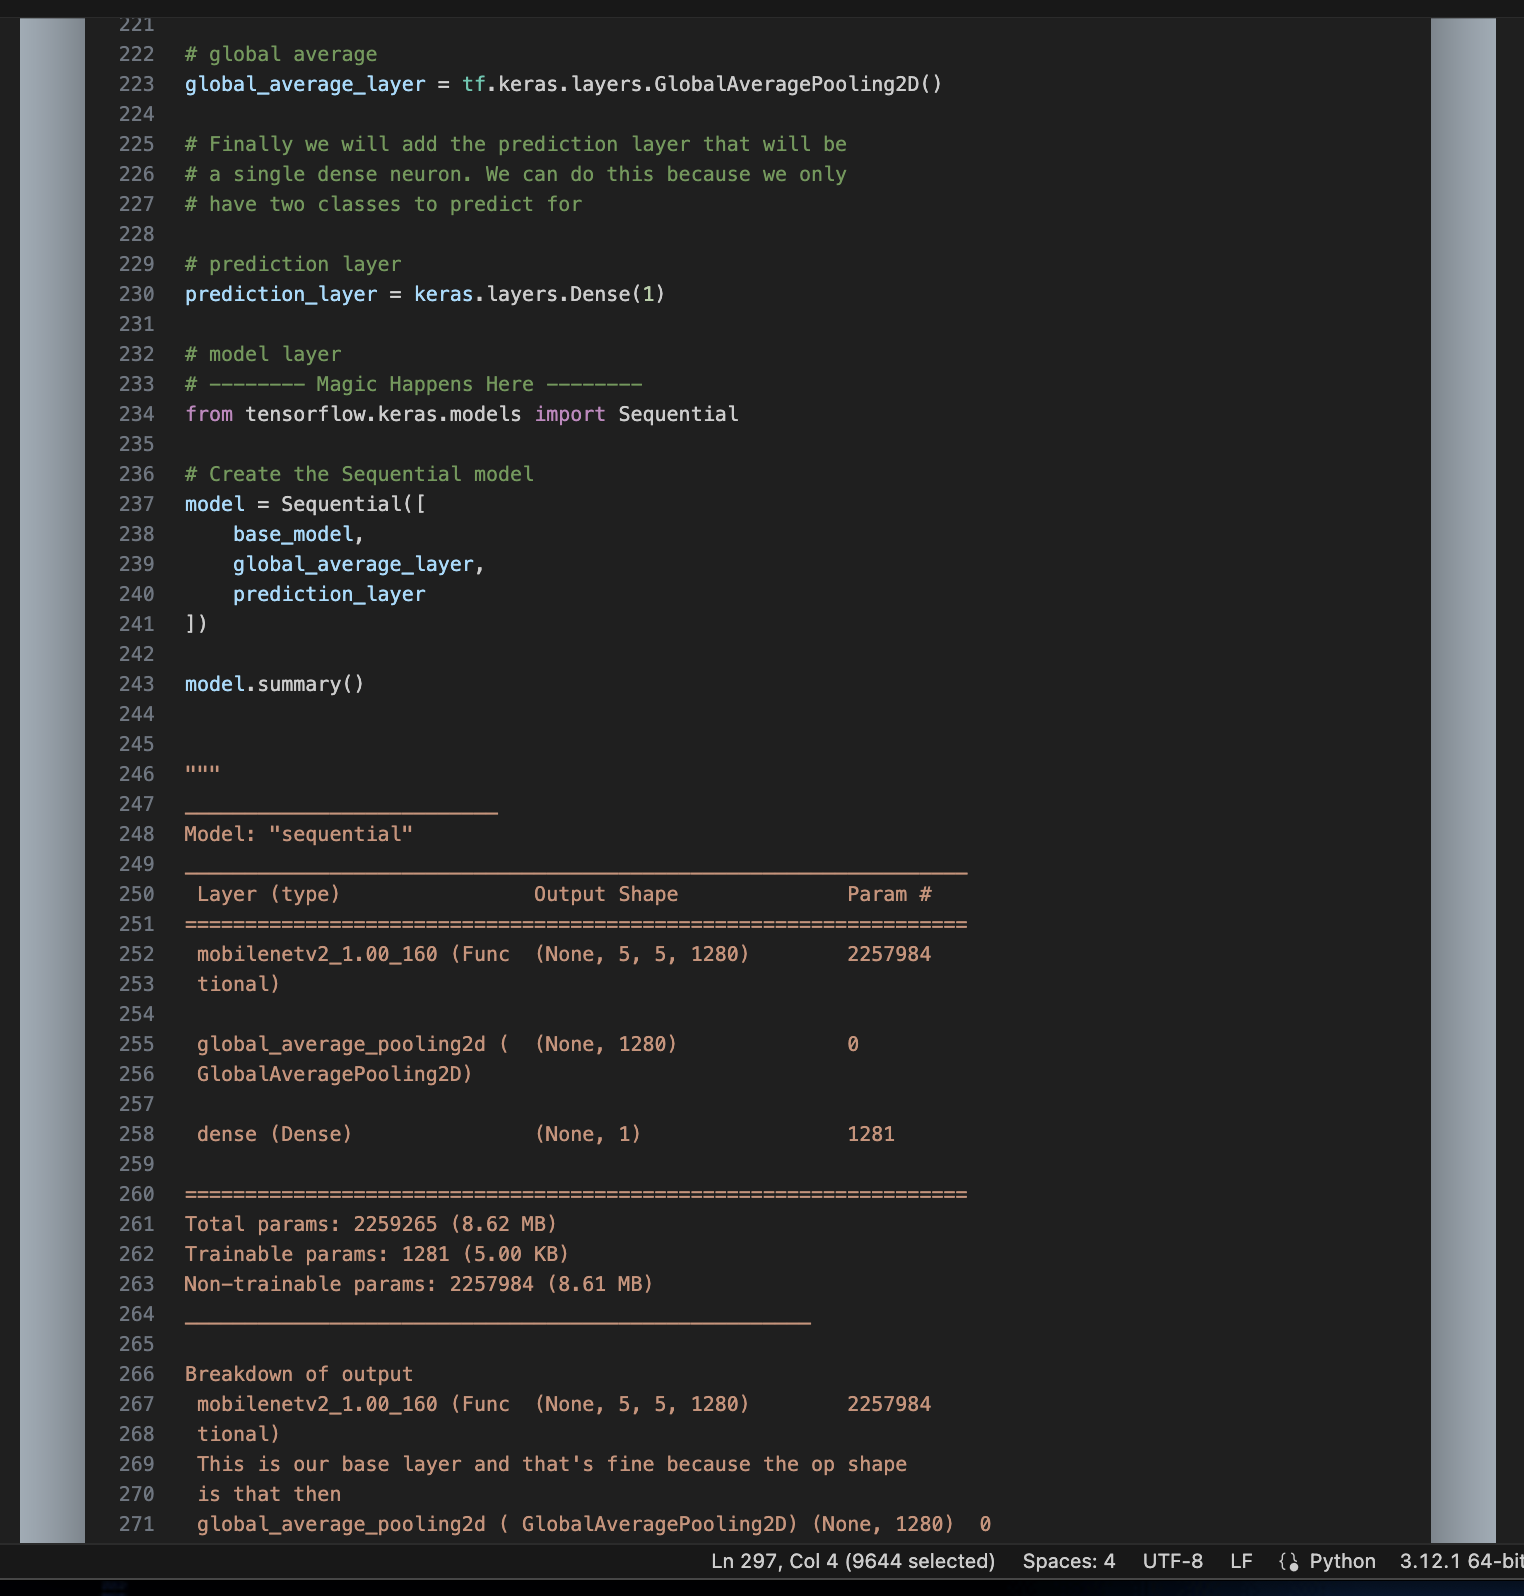 221
222 # global average
223 global_average_layer = tf.keras.layers.GlobalAveragePooling2D()
224
225 # Finally we will add the prediction layer that will be
226 # a single dense neuron. We can do this because we only
227 # have two classes to predict for
228
229 # prediction layer
230 prediction_layer = keras.layers.Dense(1)
231
232 # model layer
233 # -------- Magic Happens Here --------
234 from tensorflow.keras.models import Sequential
235
236 # Create the Sequential model
237 model = Sequential([
238     base_model,
239     global_average_layer,
240     prediction_layer
241 ])
242
243 model.summary()
244
245
246 """
247 __________________________
248 Model: "sequential"
249 _________________________________________________________________
250  Layer (type)                Output Shape              Param #
251 =================================================================
252  mobilenetv2_1.00_160 (Func  (None, 5, 5, 1280)        2257984
253  tional)
254
255  global_average_pooling2d (  (None, 1280)              0
256  GlobalAveragePooling2D)
257
258  dense (Dense)               (None, 1)                 1281
259
260 =================================================================
261 Total params: 2259265 (8.62 MB)
262 Trainable params: 1281 (5.00 KB)
263 Non-trainable params: 2257984 (8.61 MB)
264 ____________________________________________________
265
266 Breakdown of output
267  mobilenetv2_1.00_160 (Func  (None, 5, 5, 1280)        2257984
268  tional)
269  This is our base layer and that's fine because the op shape
270  is that then
271  global_average_pooling2d ( GlobalAveragePooling2D) (None, 1280)  0
Ln 297, Col 4 (9644 selected) Spaces: 4 UTF-8 LF Python 3.12.1 64-bit